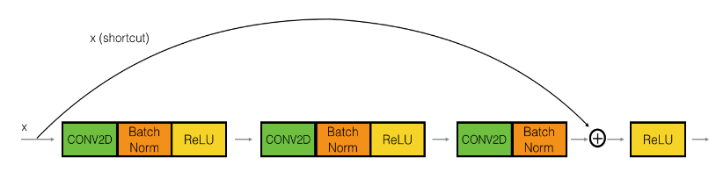 x (shortcut)
x
CONV2D Batch Norm ReLU CONV2D Batch Norm ReLU CONV2D Batch Norm ReLU